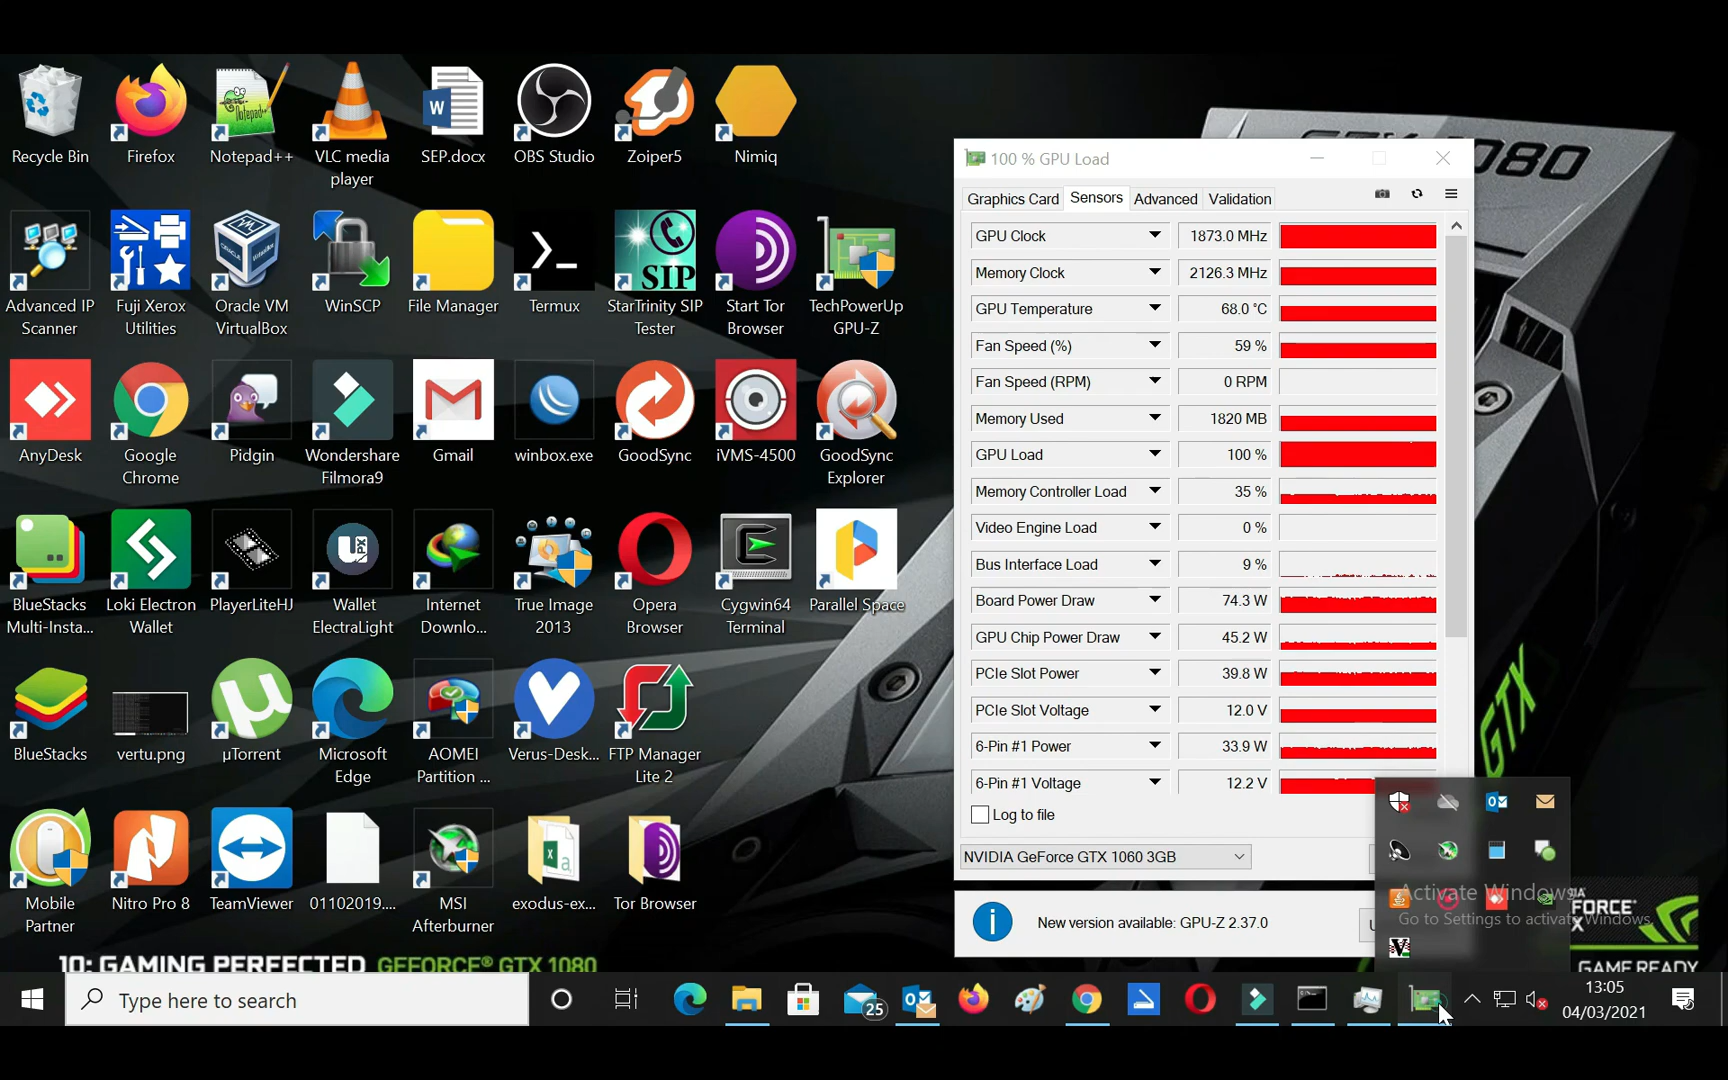 Recycle Bin
Firefox
Notepad++
VLC media
player
SEP.docx
OBS Studio
Zoiper5
Nimiq
Advanced IP
Scanner
Fuji Xerox
Utilities
Oracle VM
VirtualBox
WinSCP
File Manager
Termux
SIP
StarTrinity SIP
Tester
Start Tor
Browser
TechPowerUp
GPU-Z
AnyDesk
Google
Chrome
Pidgin
Wondershare
Filmora9
Gmail
winbox.exe
GoodSync
iVMS-4500
GoodSync
Explorer
BlueStacks
Multi-Insta...
Loki Electron
Wallet
PlayerLiteHJ
Wallet
ElectraLight
Internet
Downlo...
True Image
2013
Opera
Browser
Cygwin64
Terminal
Parallel Space
BlueStacks
vertu.png
µTorrent
Microsoft
Edge
AOMEI
Partition ...
Verus-Desk...
FTP Manager
Lite 2
Mobile
Partner
Nitro Pro 8
TeamViewer
01102019....
MSI
Afterburner
exodus-ex...
Tor Browser
10: GAMING PERFECTED GEFORCE® GTX 1080
100 % GPU Load
Graphics Card Sensors Advanced Validation
GPU Clock 1873.0 MHz
Memory Clock 2126.3 MHz
GPU Temperature 68.0 °C
Fan Speed (%) 59 %
Fan Speed (RPM) 0 RPM
Memory Used 1820 MB
GPU Load 100 %
Memory Controller Load 35 %
Video Engine Load 0 %
Bus Interface Load 9 %
Board Power Draw 74.3 W
GPU Chip Power Draw 45.2 W
PCIe Slot Power 39.8 W
PCIe Slot Voltage 12.0 V
6-Pin #1 Power 33.9 W
6-Pin #1 Voltage 12.2 V
Log to file
NVIDIA GeForce GTX 1060 3GB
New version available: GPU-Z 2.37.0
GTX
Activate Windows
Go to Settings to activate Windows.
FORCE
GAME READY
Type here to search
25
13:05
04/03/2021